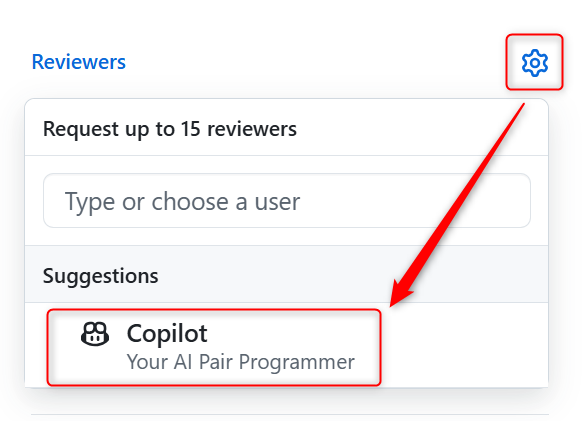 Reviewers
Request up to 15 reviewers
Type or choose a user
Suggestions
Copilot
Your AI Pair Programmer